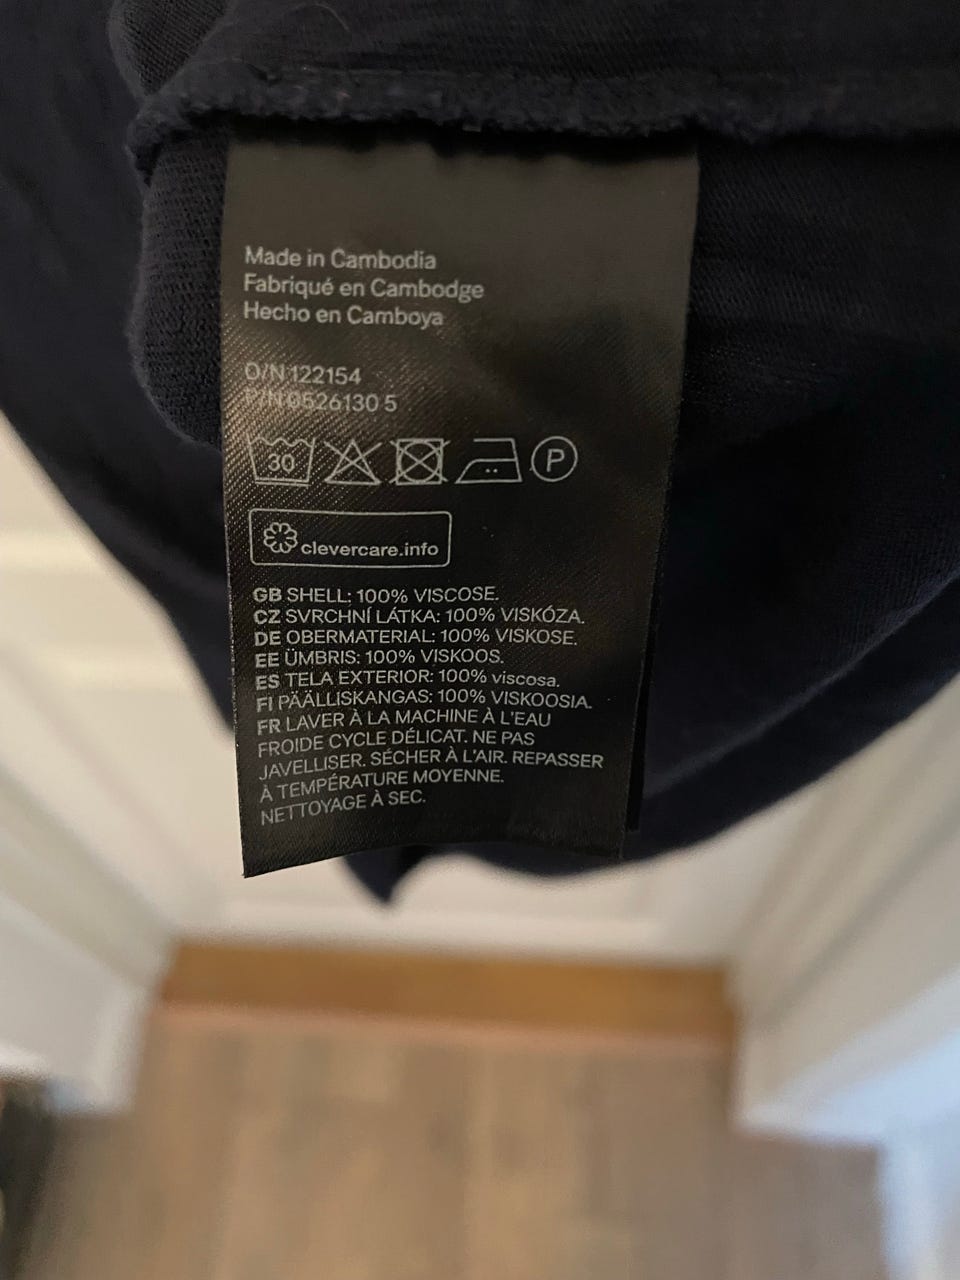 Made in Cambodia
Fabriqué en Cambodge
Hecho en Camboya
O/N 122154
P/N 0526130 5
30
P
clevercare.info
GB SHELL: 100% VISCOSE.
CZ SVRCHNÍ LÁTKA: 100% VISKÓZA.
DE OBERMATERIAL: 100% VISKOSE.
EE ÜMBRIS: 100% VISKOOS.
ES TELA EXTERIOR: 100% viscosa.
FI PÄÄLLISKANGAS: 100% VISKOOSIA.
FR LAVER À LA MACHINE À L'EAU
FROIDE CYCLE DÉLICAT. NE PAS
JAVELLISER. SÉCHER À L'AIR. REPASSER
À TEMPÉRATURE MOYENNE.
NETTOYAGE À SEC.